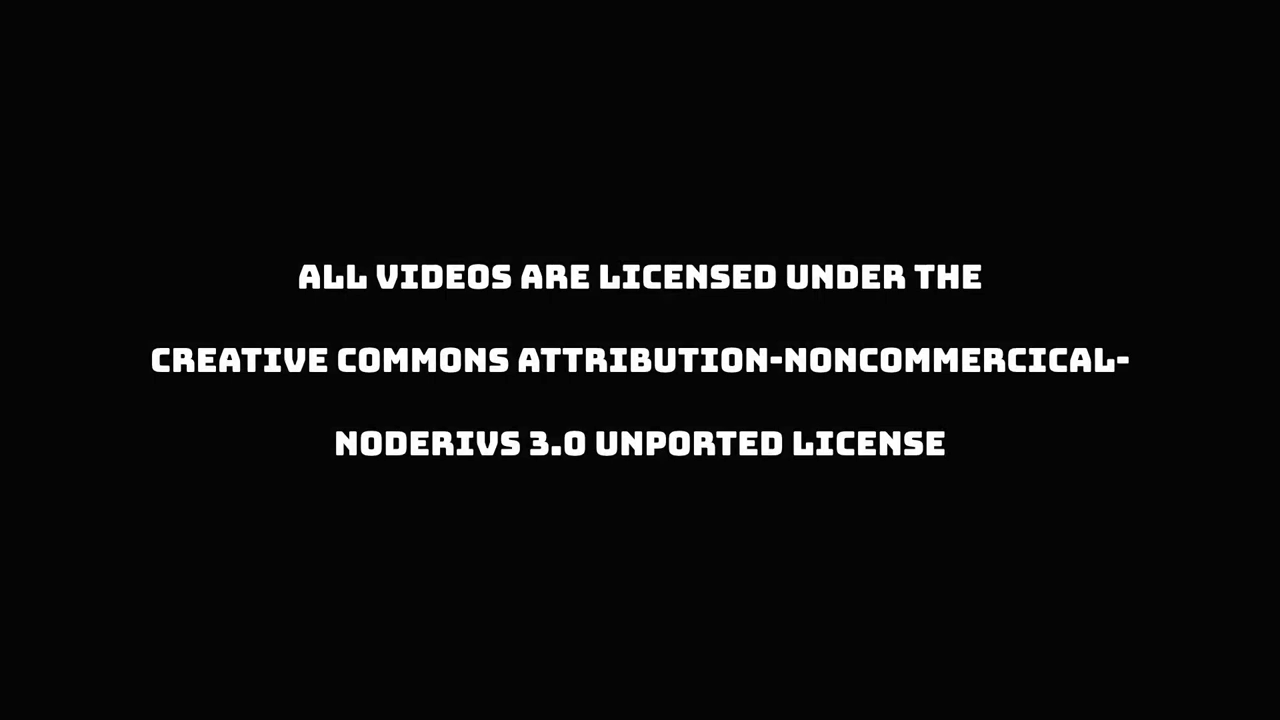 ALL VIDEOS ARE LICENSED UNDER THE
CREATIVE COMMONS ATTRIBUTION-NONCOMMERCICAL-
NODERIVS 3.0 UNPORTED LICENSE